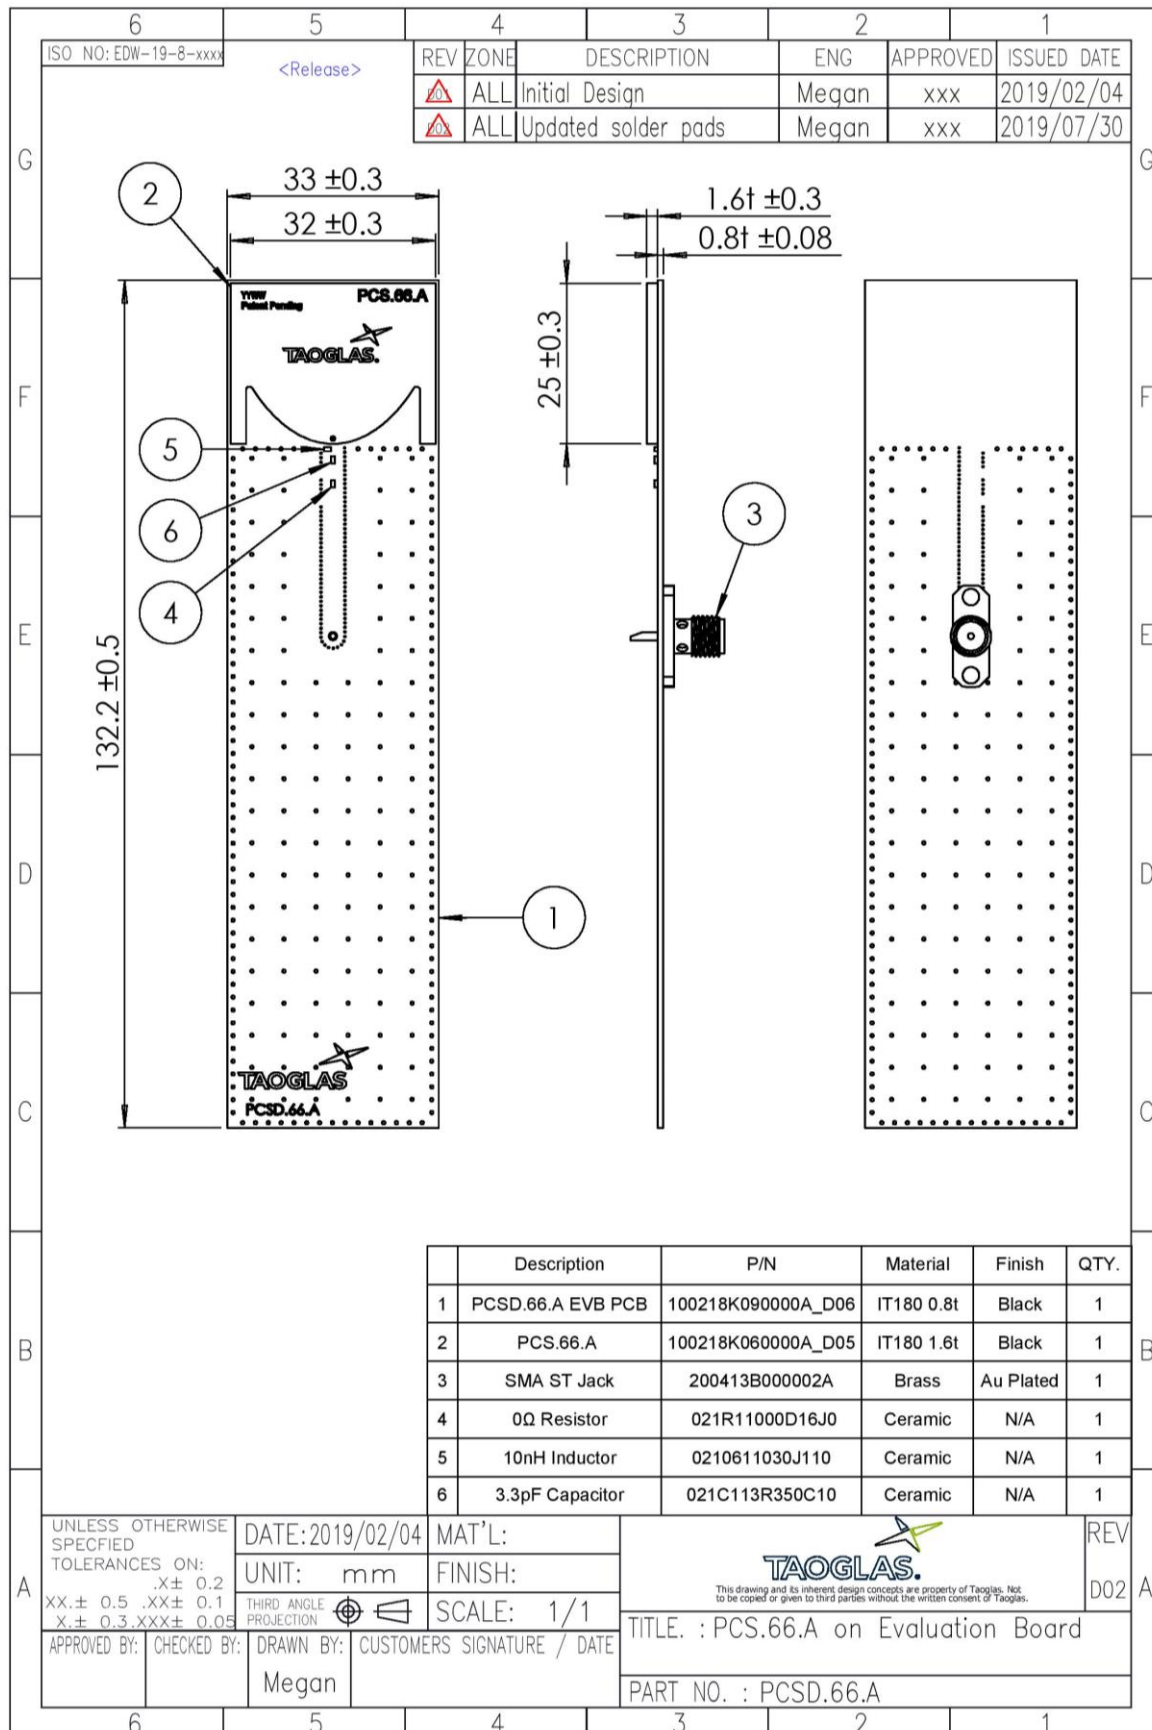 6 5 4 3 2 1
ISO NO: EDW-19-8-xxxx
<Release>
REV ZONE DESCRIPTION ENG APPROVED ISSUED DATE
D01 ALL Initial Design Megan xxx 2019/02/04
D02 ALL Updated solder pads Megan xxx 2019/07/30
G G
2
33 ±0.3
32 ±0.3
1.6t ±0.3
0.8t ±0.08
YYWW
Patent Pending
PCS.66.A
TAOGLAS.
25 ±0.3
F F
5
6
4
3
E E
132.2 ±0.5
D D
1
TAOGLAS
PCSD.66.A
C C
Description P/N Material Finish QTY.
1 PCSD.66.A EVB PCB 100218K090000A_D06 IT180 0.8t Black 1
2 PCS.66.A 100218K060000A_D05 IT180 1.6t Black 1
3 SMA ST Jack 200413B000002A Brass Au Plated 1
4 0Ω Resistor 021R11000D16J0 Ceramic N/A 1
5 10nH Inductor 0210611030J110 Ceramic N/A 1
6 3.3pF Capacitor 021C113R350C10 Ceramic N/A 1
B B
UNLESS OTHERWISE
SPECFIED
TOLERANCES ON:
.X± 0.2
XX.± 0.5 .XX± 0.1
X.± 0.3.XXX± 0.05
DATE:2019/02/04
UNIT: mm
THIRD ANGLE
PROJECTION
MAT'L:
FINISH:
SCALE: 1/1
TAOGLAS.
This drawing and its inherent design concepts are property of Taoglas. Not
to be copied or given to third parties without the written consent of Taoglas.
REV
D02
A A
APPROVED BY: CHECKED BY: DRAWN BY: CUSTOMERS SIGNATURE / DATE
Megan
TITLE. : PCS.66.A on Evaluation Board
PART NO. : PCSD.66.A
6 5 4 3 2 1